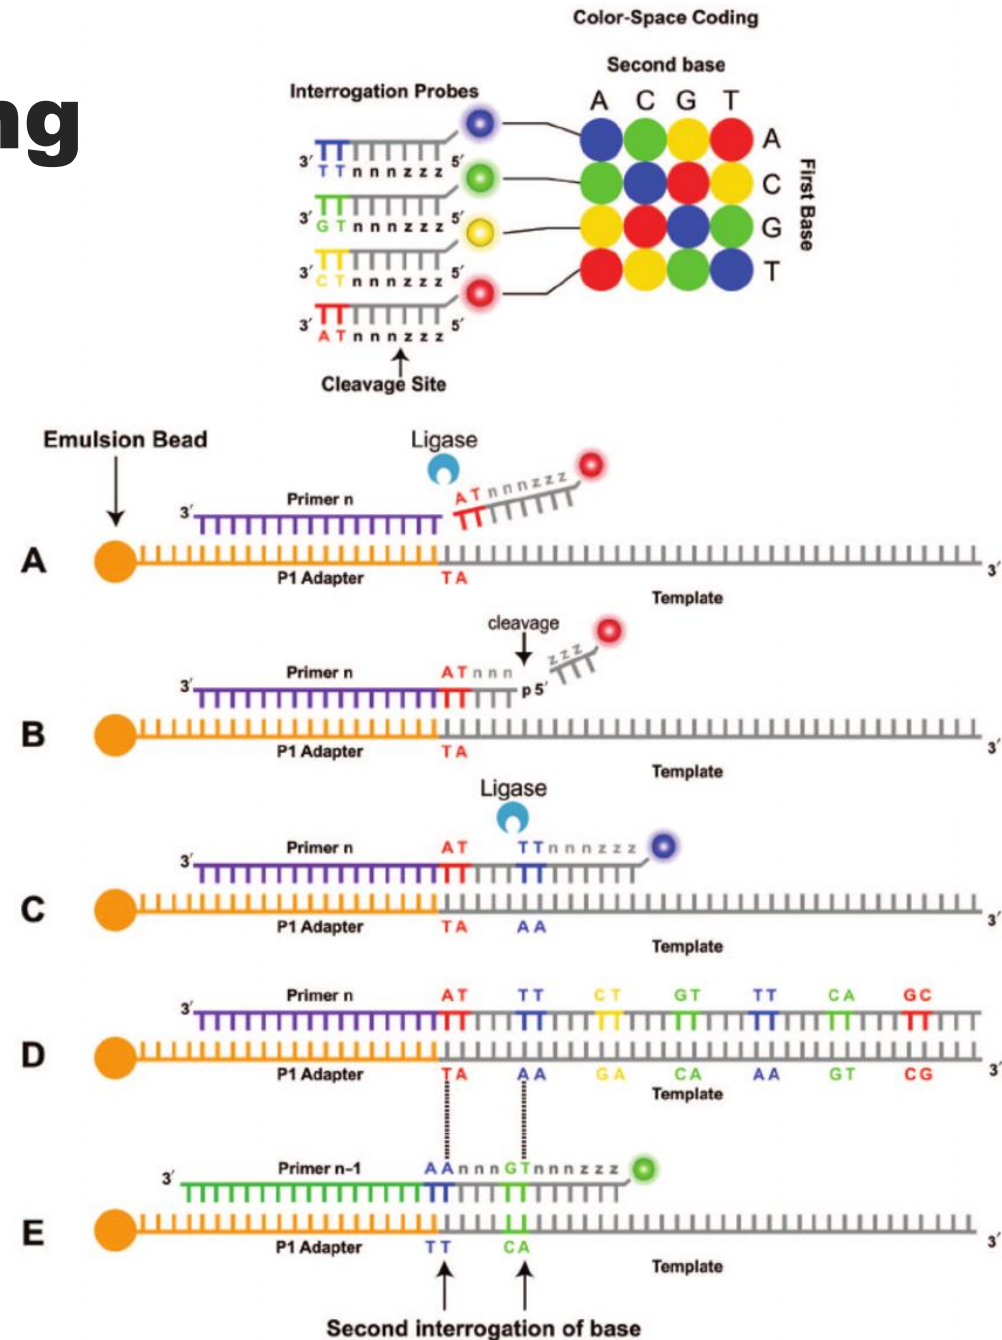 ng
Color-Space Coding
Second base
Interrogation Probes
A C G T
A
C
G
T
First Base
3′ T T n n n z z z 5′
3′ G T n n n z z z 5′
3′ C T n n n z z z 5′
3′ A T n n n z z z 5′
Cleavage Site
Emulsion Bead
Ligase
A T n n n z z z
Primer n
3′
A
P1 Adapter
T A
Template
3′
cleavage
z z z
Primer n
A T n n n
3′
p 5′
B
P1 Adapter
T A
Template
3′
Ligase
Primer n
A T
T T n n n z z z
3′
C
P1 Adapter
T A
A A
Template
3′
Primer n
A T T T C T G T T T C A G C
3′
D
P1 Adapter
T A A A G A C A A A G T C G
Template
3′
Primer n–1
A A n n n G T n n n z z z
3′
E
P1 Adapter
T T
C A
Template
3′
Second interrogation of base